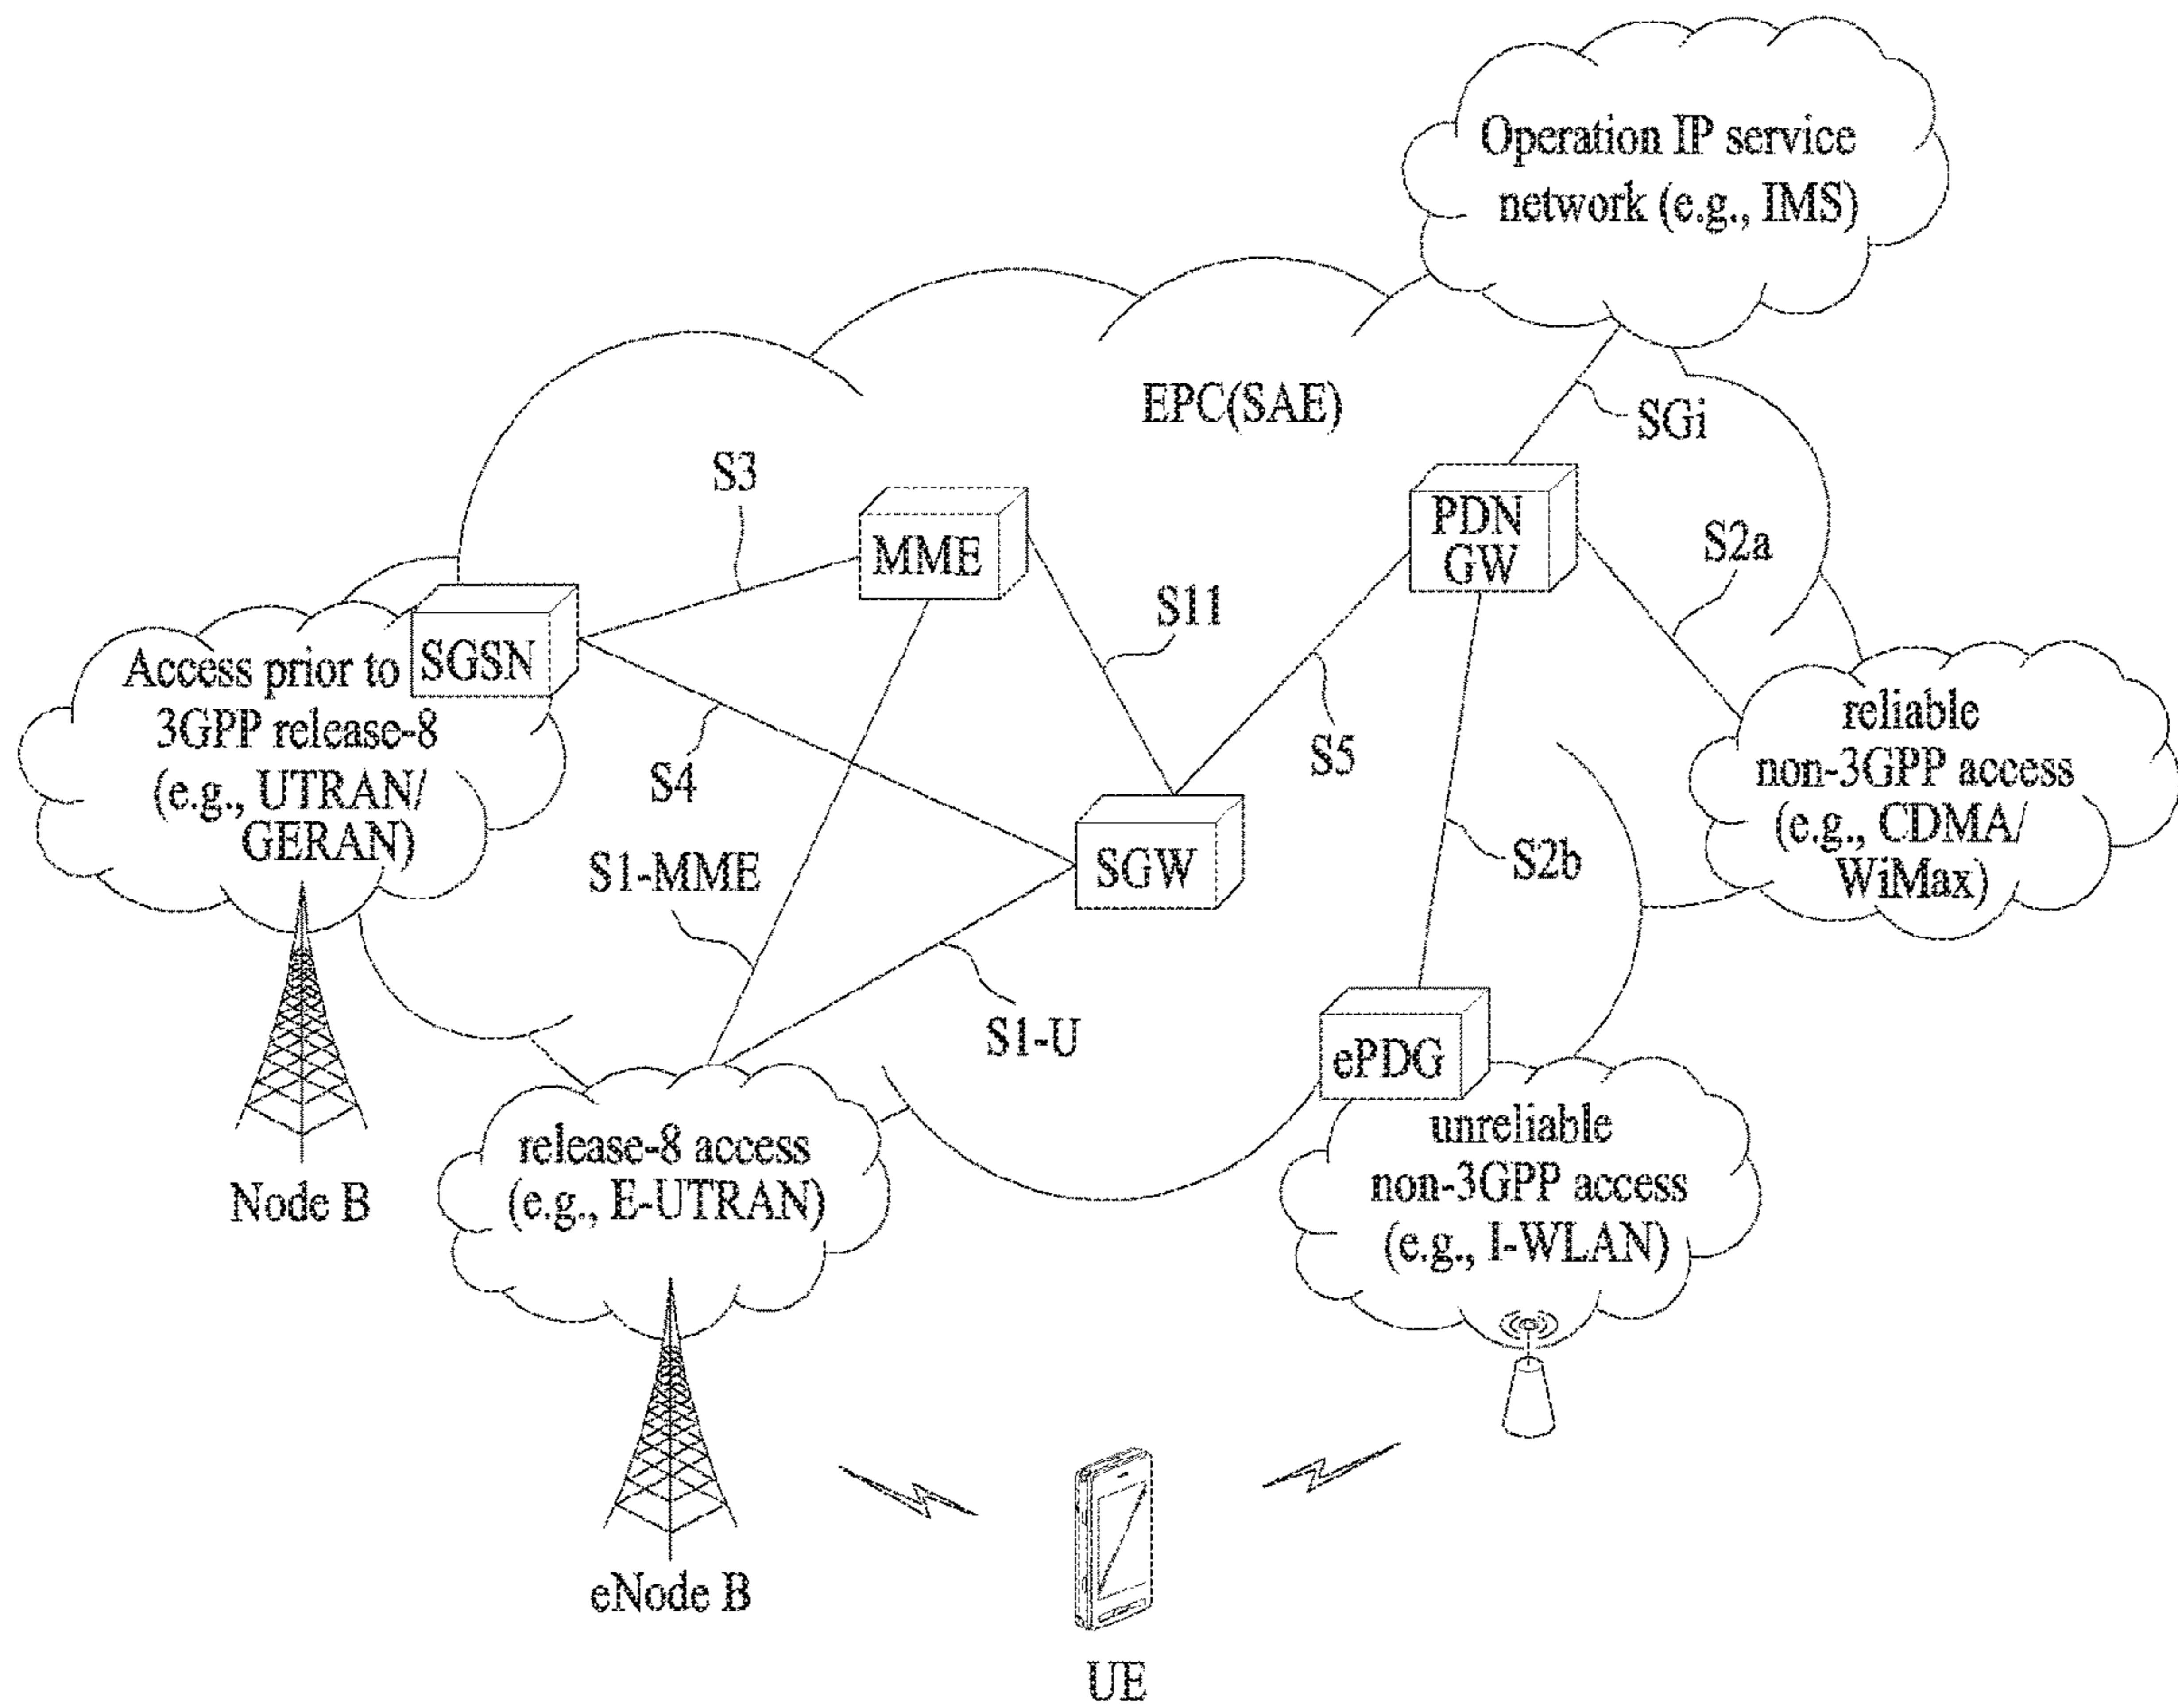 Operation IP service
network (e.g., IMS)
EPC(SAE)
SGi
S3
MME
PDN
GW
S2a
S11
SGSN
Access prior to
3GPP release-8
(e.g., UTRAN/
GERAN)
S4
S5
reliable
non-3GPP access
(e.g., CDMA/
WiMax)
S1-MME
SGW
S2b
S1-U
ePDG
Node B
release-8 access
(e.g., E-UTRAN)
unreliable
non-3GPP access
(e.g., I-WLAN)
eNode B
UE